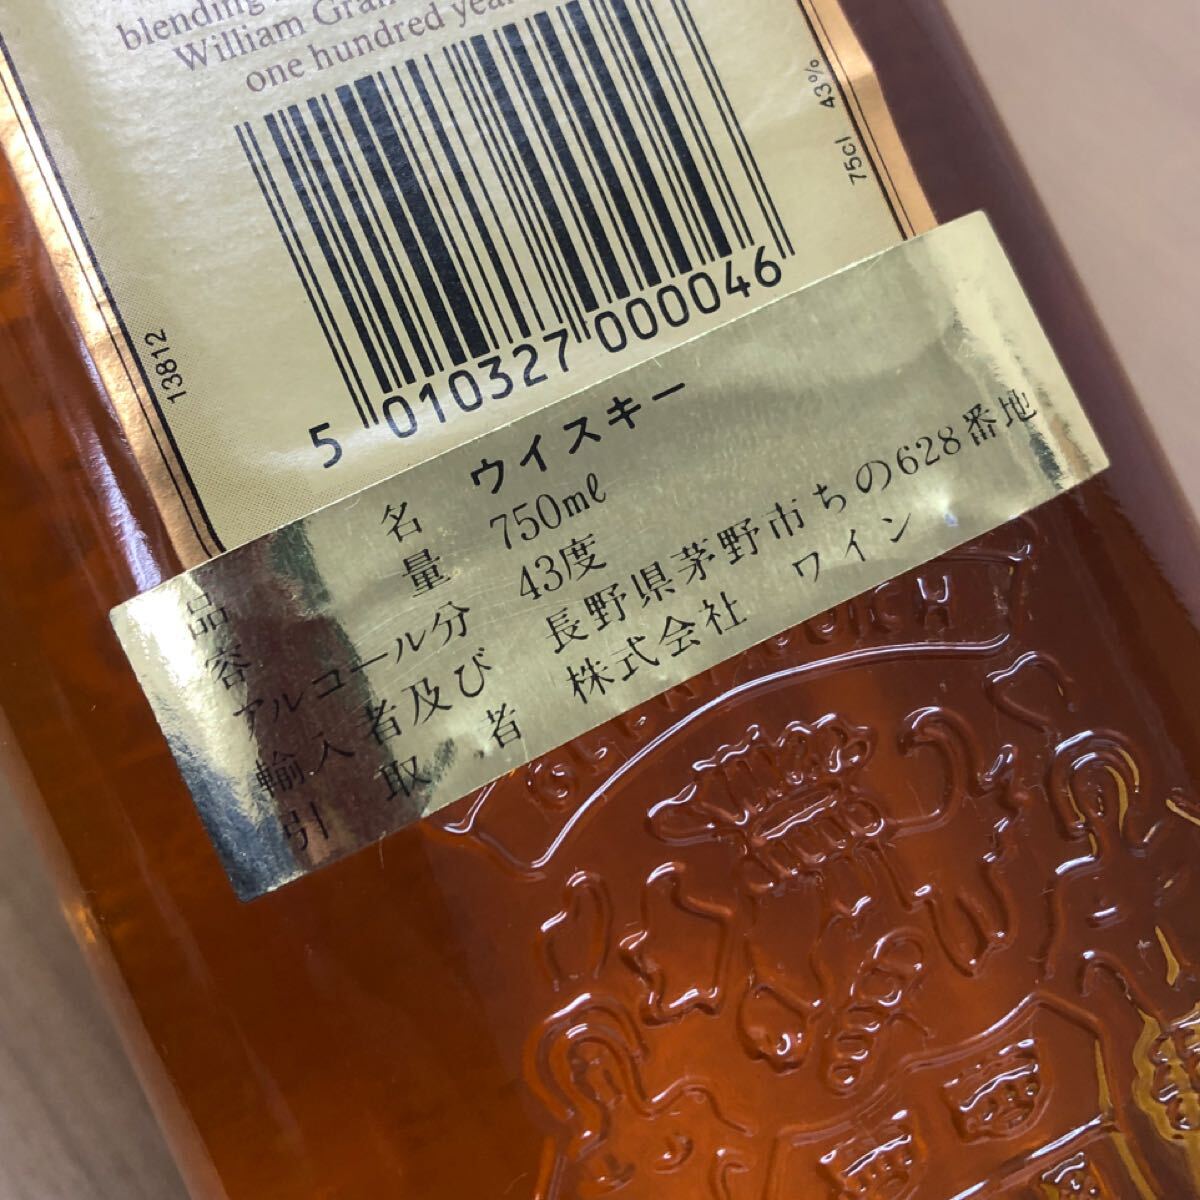 blending
William Gran
one hundred year
75cl 43%
13812
5 010327 000046
品名 ウイスキー
容量 750mℓ
アルコール分 43度
輸入者及び 長野県茅野市ちの628番地
引取者 株式会社 ワイン